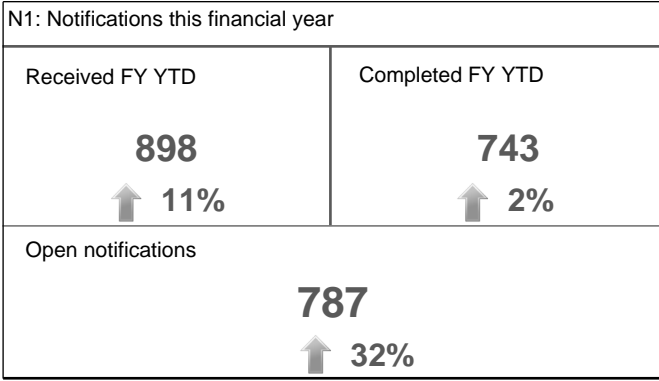 N1: Notifications this financial year
Received FY YTD
898
11%
Completed FY YTD
743
2%
Open notifications
787
32%